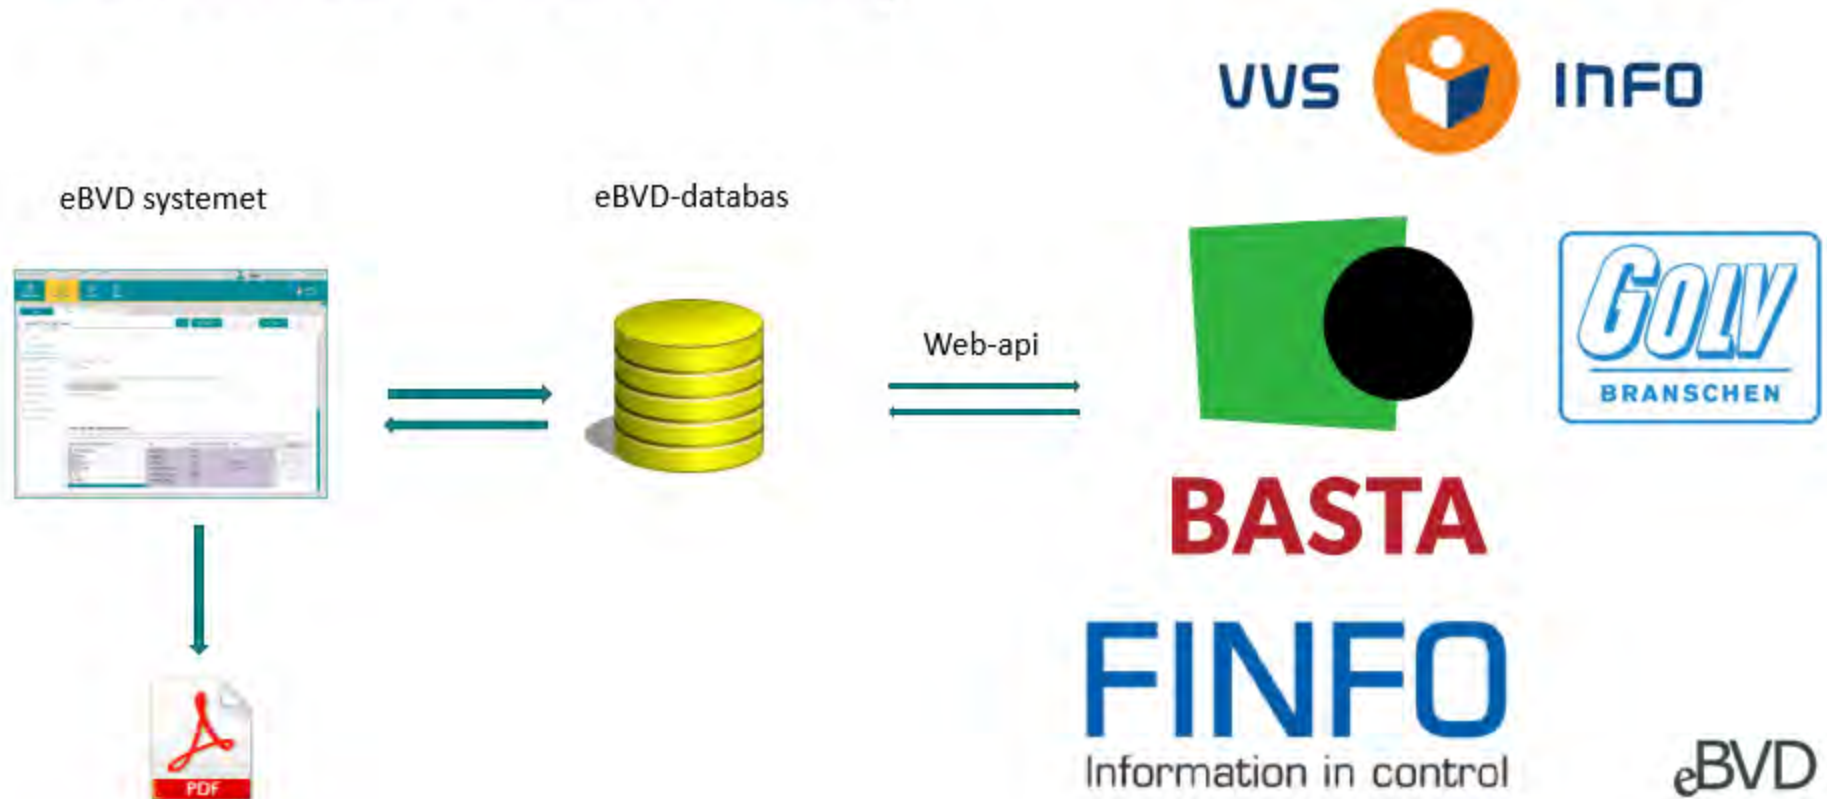 VVS INFO
eBVD systemet
eBVD-databas
Web-api
GOLV
BRANSCHEN
BASTA
FINFO
Information in control
PDF
eBVD